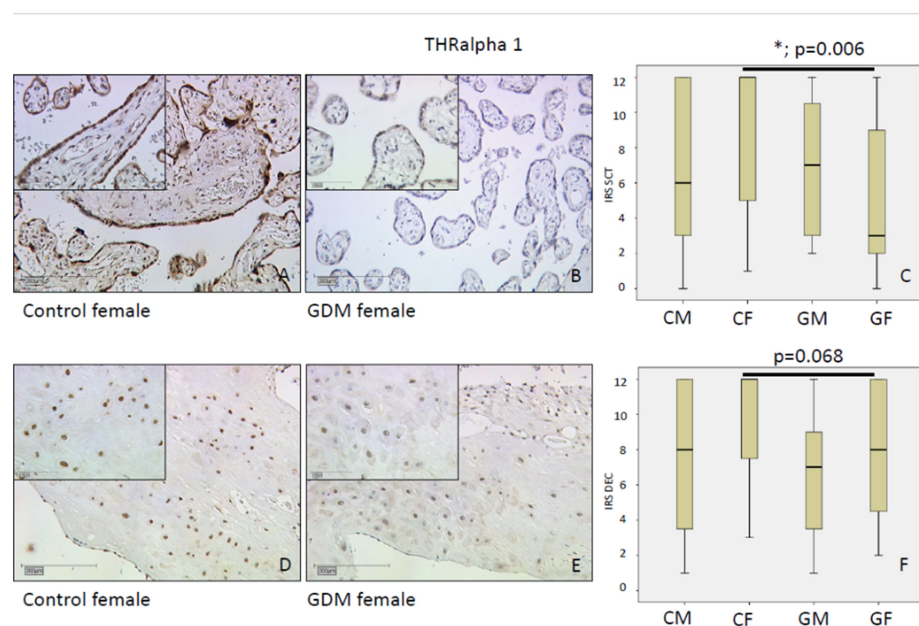 THRalpha 1
*; p=0.006
A
B
12
10
8
6
4
2
0
IRS SCT
C
Control female
GDM female
CM CF GM GF
p=0.068
D
E
12
10
8
6
4
2
0
IRS DEC
F
200µm
Control female
GDM female
CM CF GM GF